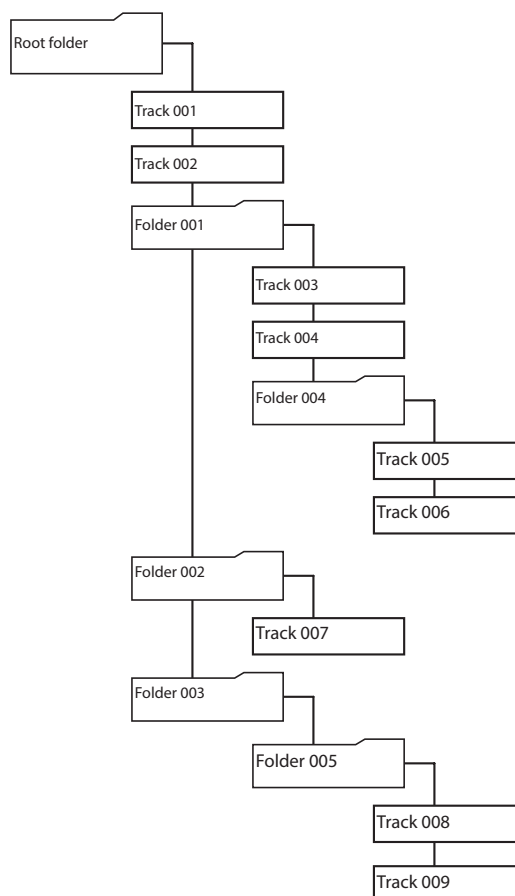 Root folder
Track 001
Track 002
Folder 001
Track 003
Track 004
Folder 004
Track 005
Track 006
Folder 002
Track 007
Folder 003
Folder 005
Track 008
Track 009